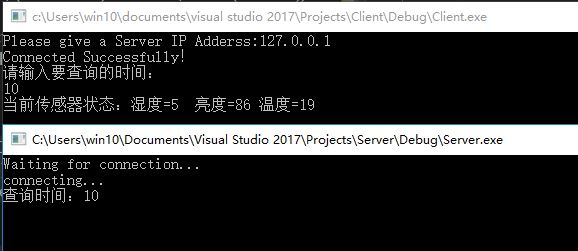 c:\users\win10\documents\visual studio 2017\Projects\Client\Debug\Client.exe
Please give a Server IP Adderss:127.0.0.1
Connected Successfully!
请输入要查询的时间：
10
当前传感器状态：湿度=5  亮度=86 温度=19
C:\Users\win10\Documents\Visual Studio 2017\Projects\Server\Debug\Server.exe
Waiting for connection...
connecting...
查询时间：10